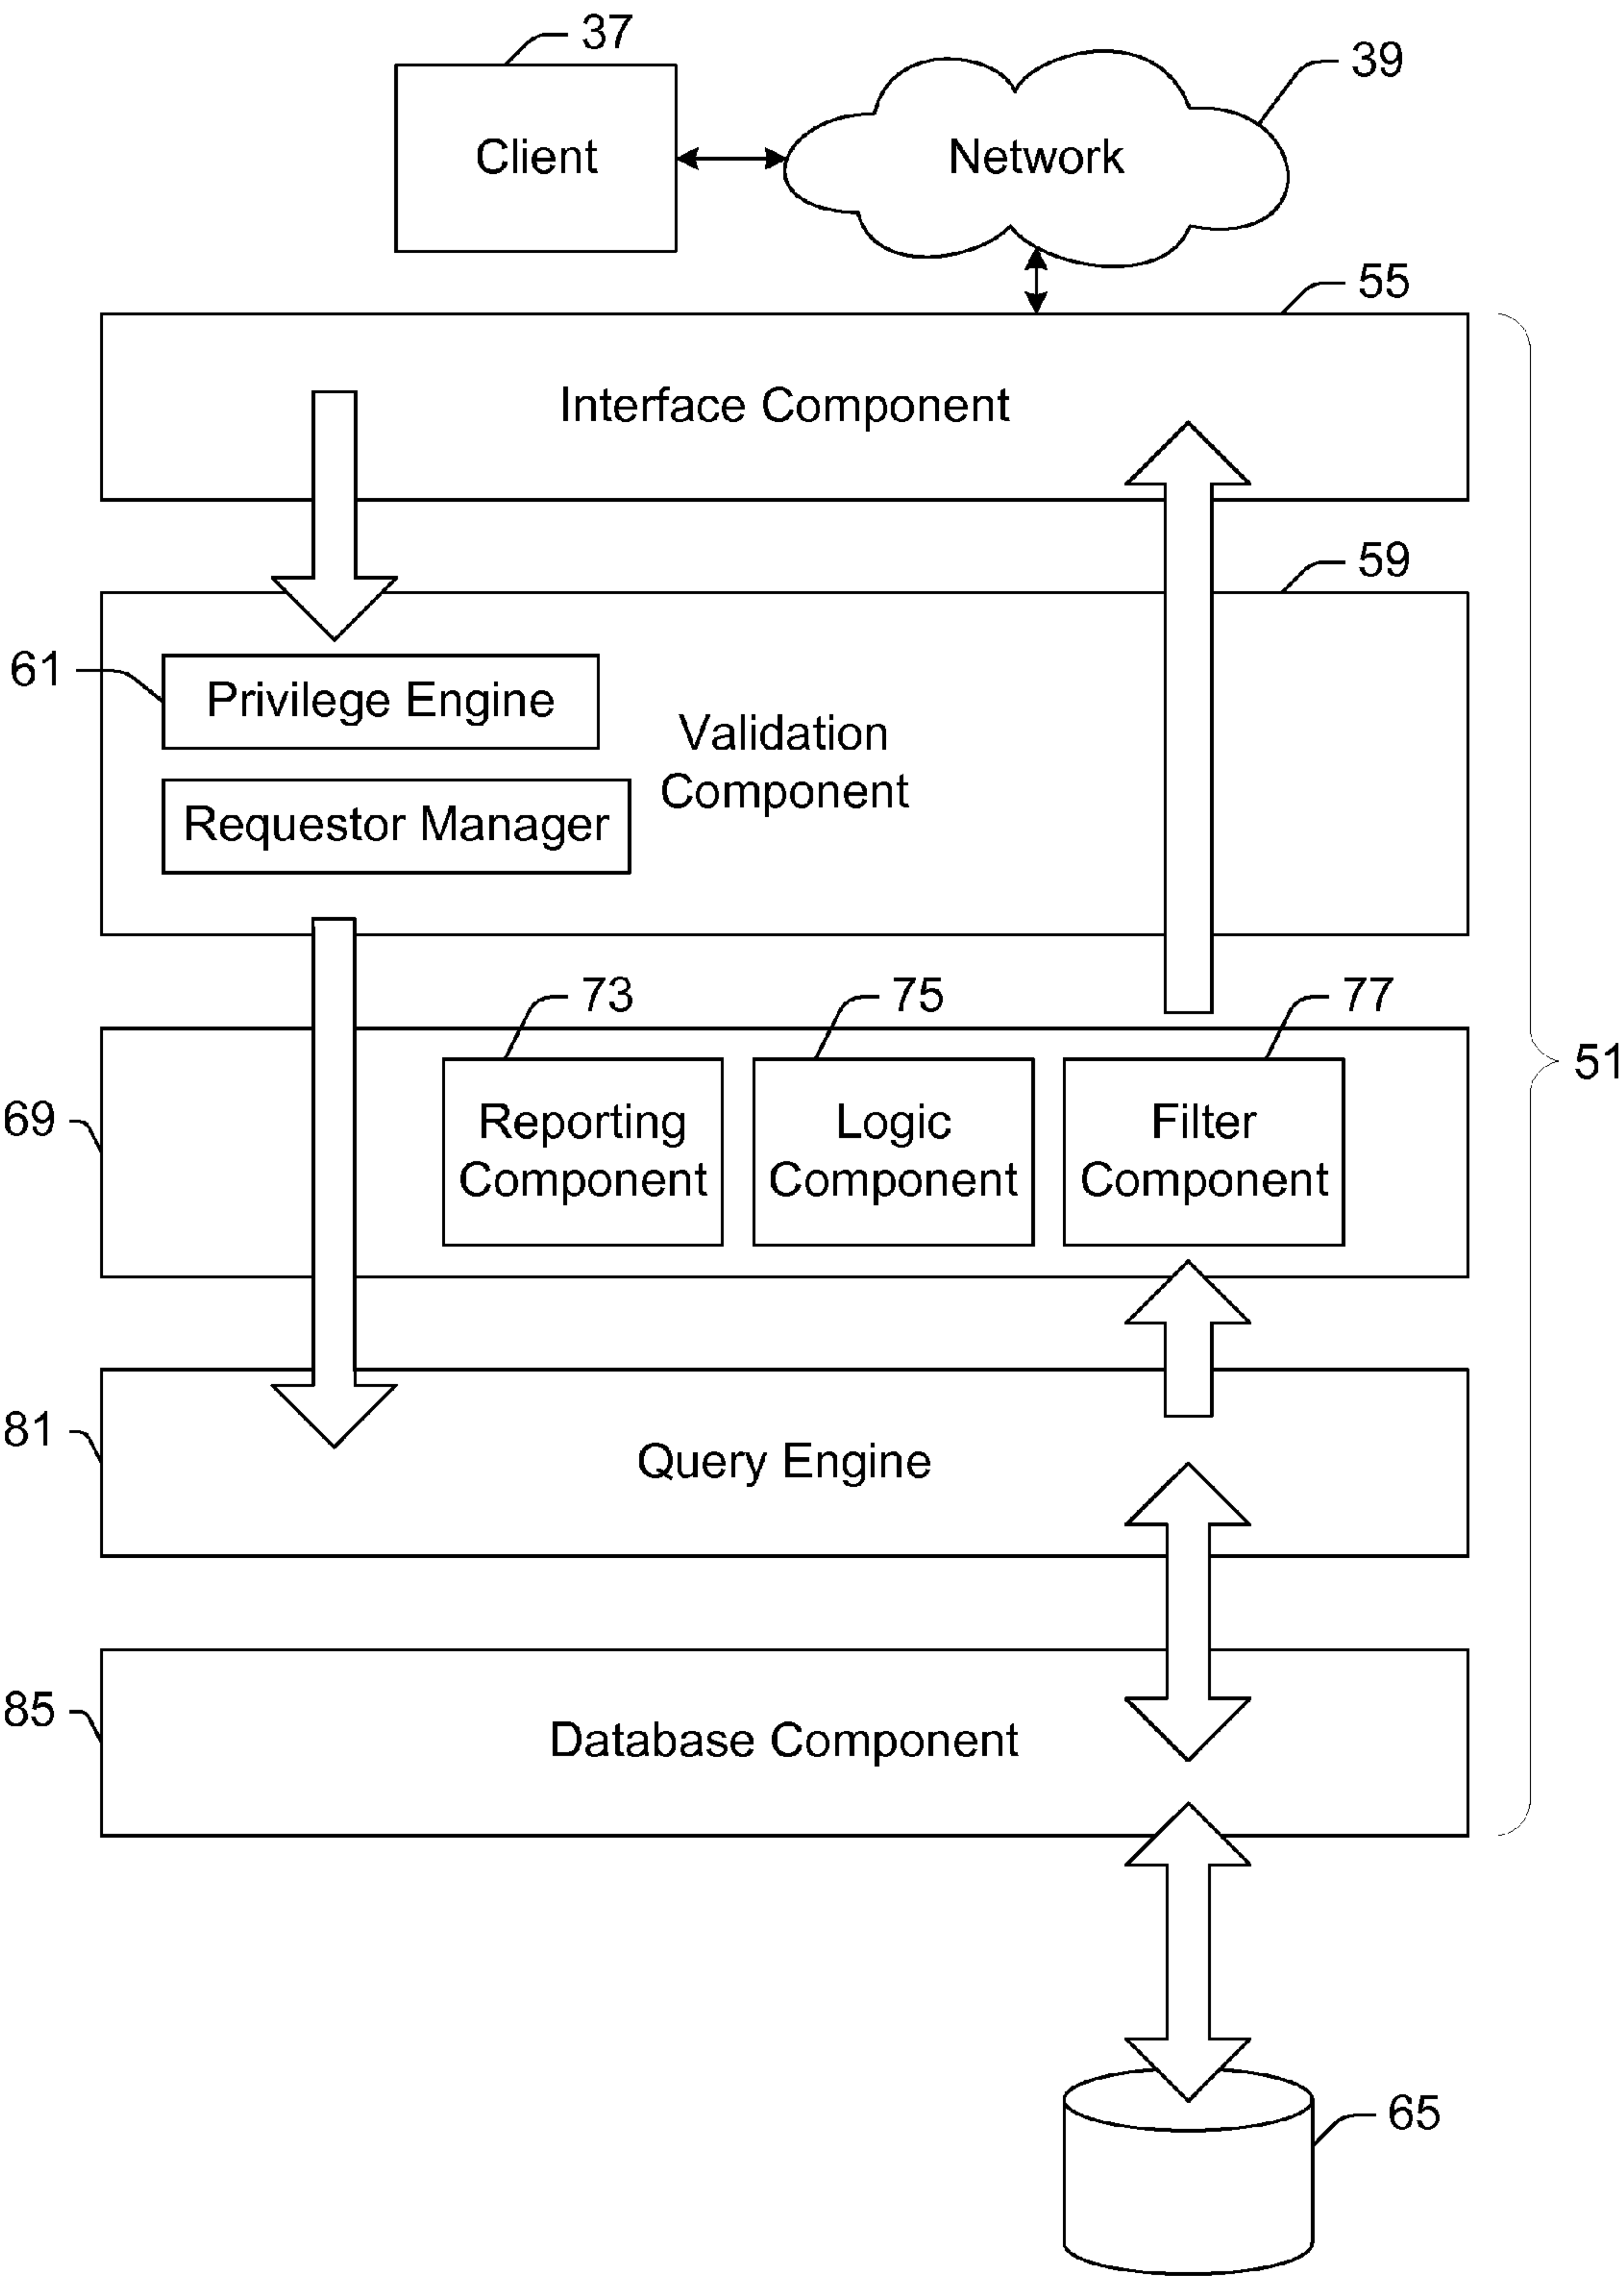 37
39
Client
Network
55
Interface Component
59
61
Privilege Engine
Validation
Component
Requestor Manager
73
75
77
51
69
Reporting
Component
Logic
Component
Filter
Component
81
Query Engine
85
Database Component
65